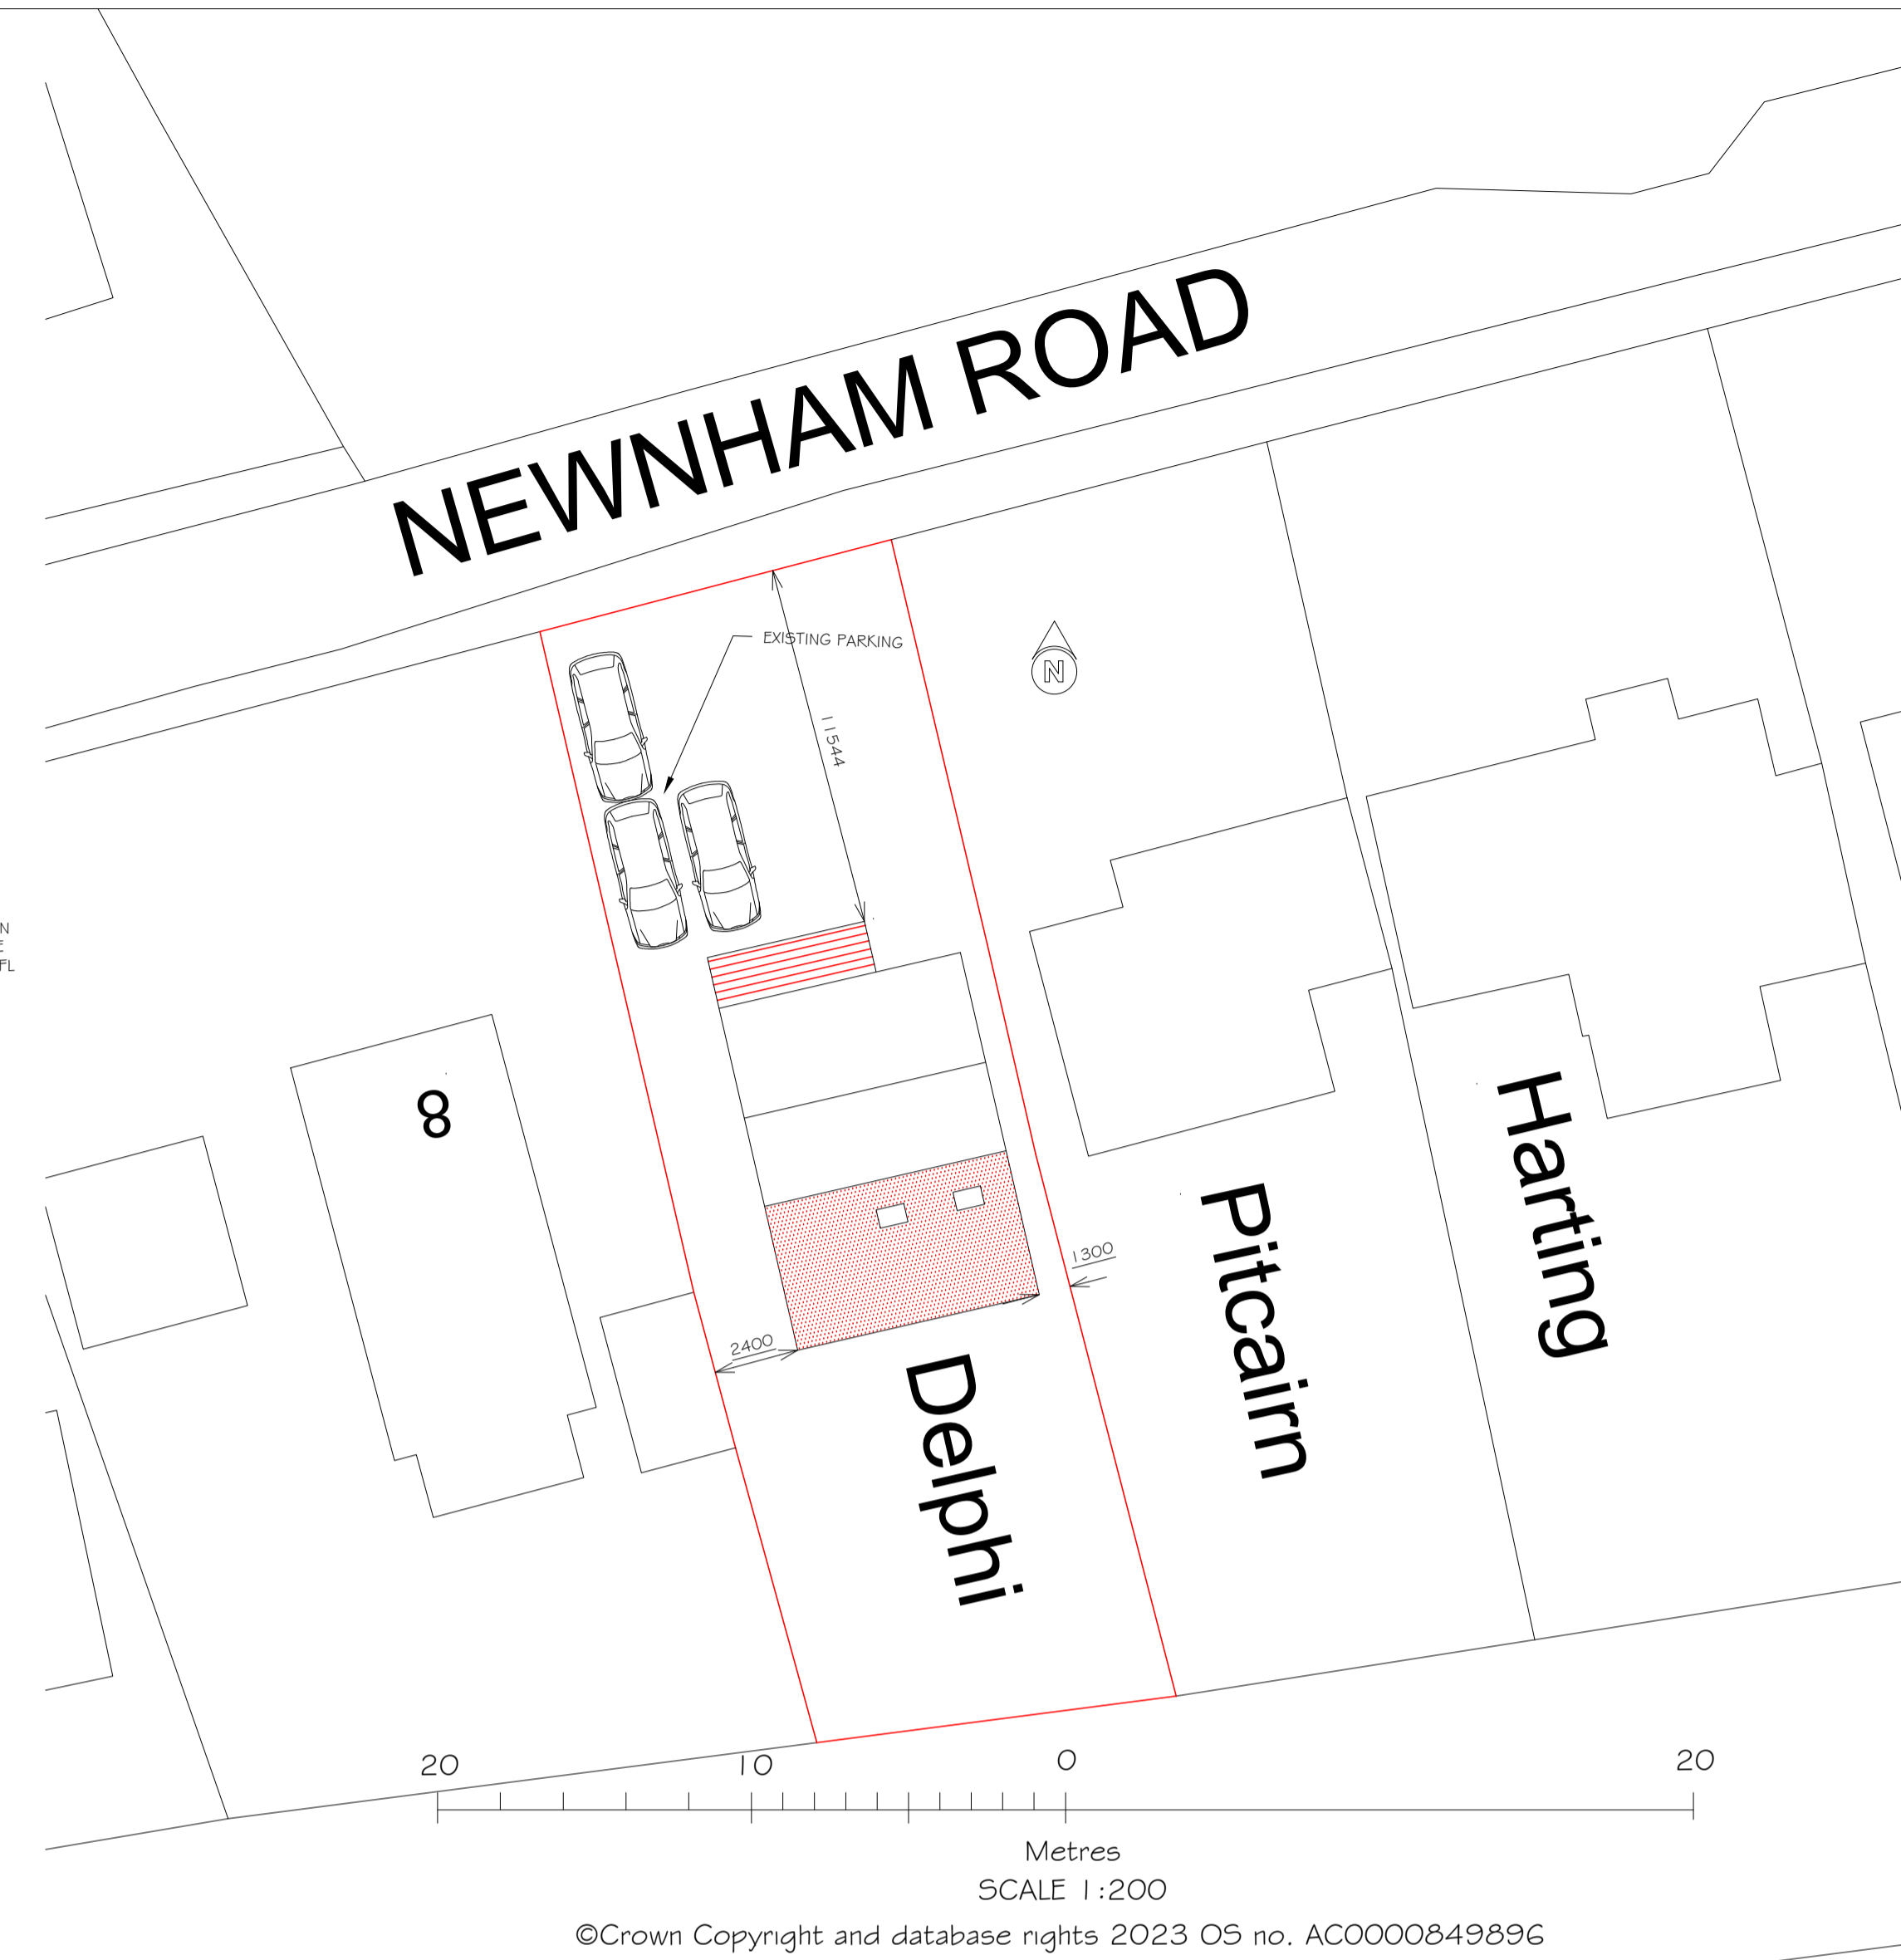 NEWNHAM ROAD
EXISTING PARKING
N
11544
N
E
FL
8
Harting
Pitcairn
1300
2400
Delphi
20 10 0 20
Metres
SCALE 1:200
©Crown Copyright and database rights 2023 OS no. AC0000849896